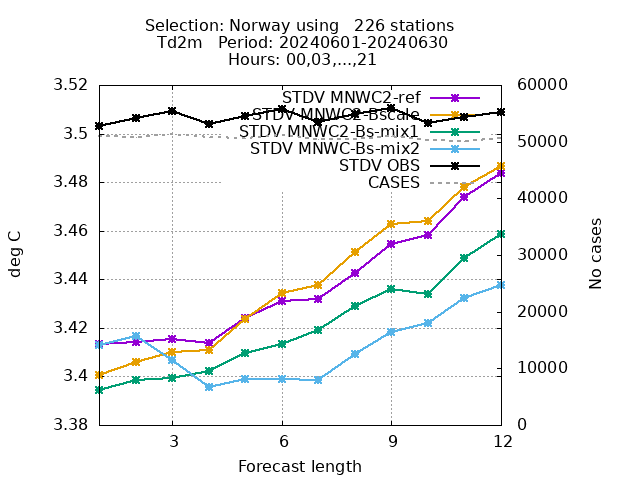 Selection: Norway using   226 stations
Td2m   Period: 20240601-20240630
Hours: 00,03,...,21
3.52
3.5
3.48
3.46
3.44
3.42
3.4
3.38
deg C
STDV MNWC2-ref
STDV MNWC2-Bscale
STDV MNWC2-Bs-mix1
STDV MNWC-Bs-mix2
STDV OBS
CASES
60000
50000
40000
30000
20000
10000
0
No cases
3
6
9
12
Forecast length